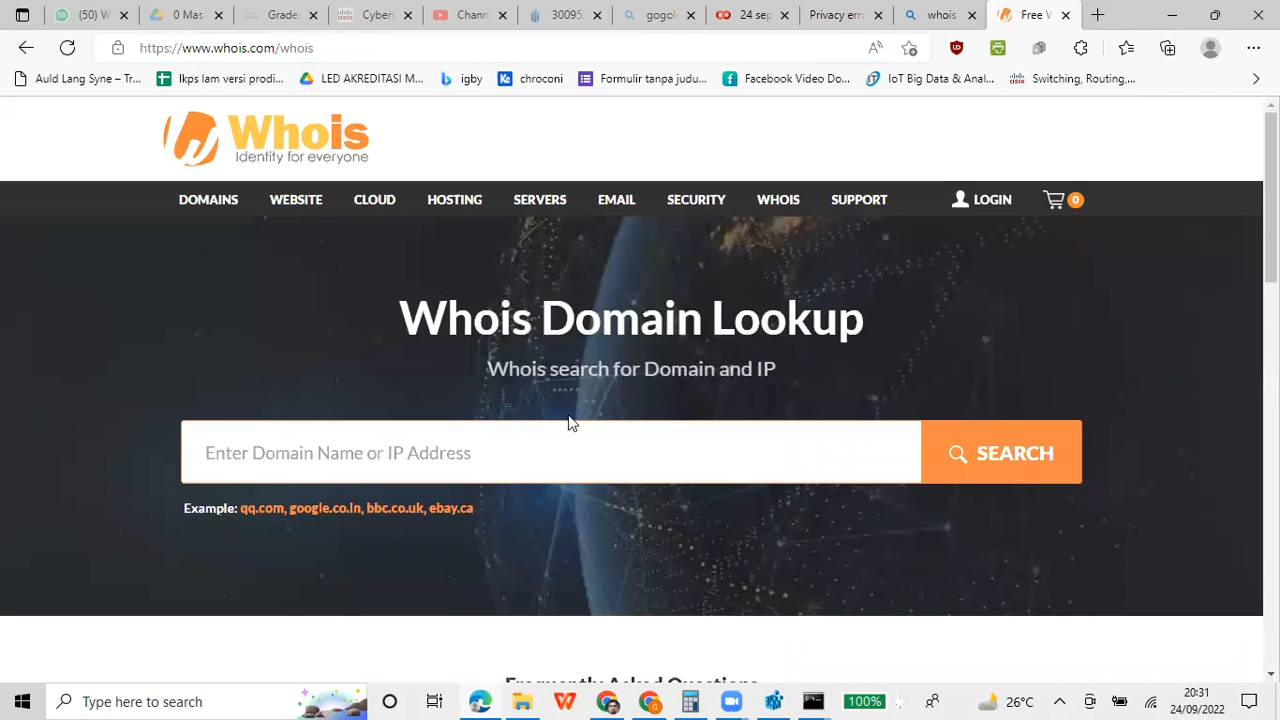 50 W
0 Mas
Grade
Cyber
Chann
30095
gogol
24 sep
Privacy erro
whois
Free W
https://www.whois.com/whois
Auld Lang Syne – Tr...
lkps lam versi prodi...
LED AKREDITASI M...
igby
chroconi
Formulir tanpa judu...
Facebook Video Do...
IoT Big Data & Anal...
Switching, Routing,...
Whois
Identity for everyone
DOMAINS WEBSITE CLOUD HOSTING SERVERS EMAIL SECURITY WHOIS SUPPORT LOGIN 0
Whois Domain Lookup
Whois search for Domain and IP
Enter Domain Name or IP Address
SEARCH
Example: qq.com, google.co.in, bbc.co.uk, ebay.ca
Frequently Asked Questions
Type here to search
100%
26°C
20:31
24/09/2022